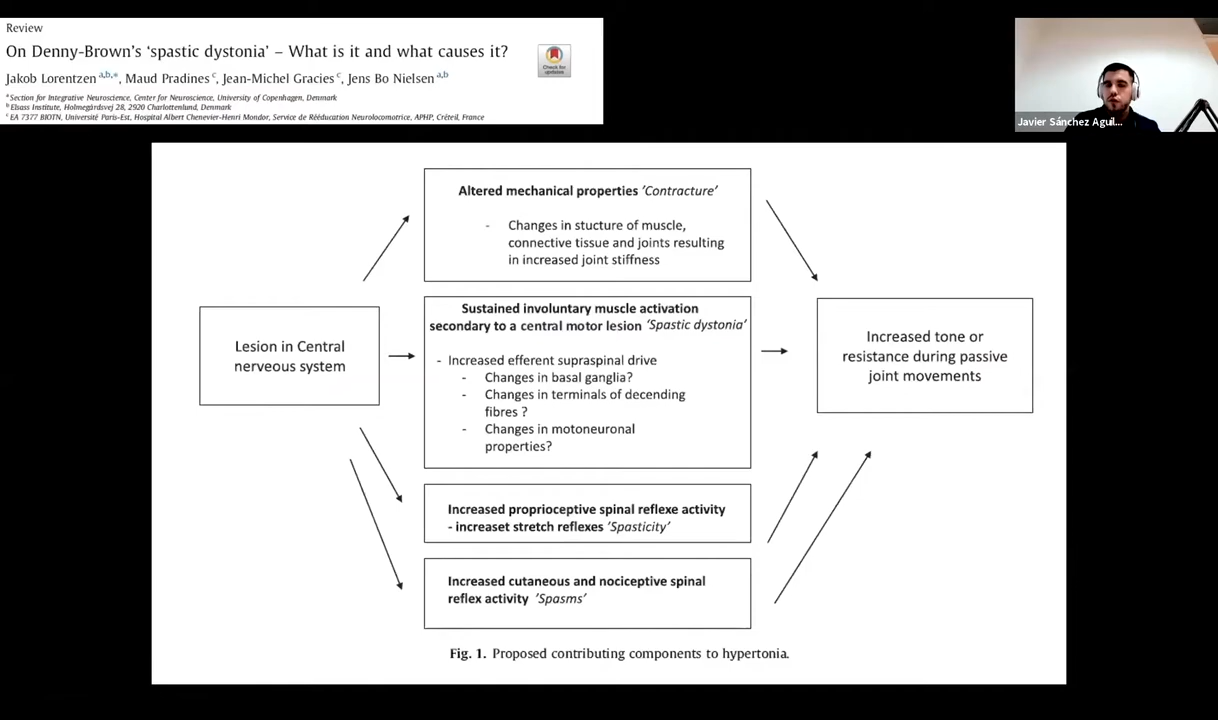 Review
On Denny-Brown's 'spastic dystonia' – What is it and what causes it?
Jakob Lorentzen a,b,*, Maud Pradines c, Jean-Michel Gracies c, Jens Bo Nielsen a,b
Check for
updates
a Section for Integrative Neuroscience, Center for Neuroscience, University of Copenhagen, Denmark
b Elsass Institute, Holmegårdsvej 28, 2920 Charlottenlund, Denmark
c EA 7377 BIOTN, Université Paris-Est, Hospital Albert Chenevier-Henri Mondor, Service de Rééducation Neurolocomotrice, APHP, Créteil, France
Javier Sánchez Aguil...
Altered mechanical properties 'Contracture'
- Changes in stucture of muscle,
connective tissue and joints resulting
in increased joint stiffness
Lesion in Central
nervous system
Sustained involuntary muscle activation
secondary to a central motor lesion 'Spastic dystonia'
- Increased efferent supraspinal drive
- Changes in basal ganglia?
- Changes in terminals of decending
fibres ?
- Changes in motoneuronal
properties?
Increased tone or
resistance during passive
joint movements
Increased proprioceptive spinal reflexe activity
- increaset stretch reflexes 'Spasticity'
Increased cutaneous and nociceptive spinal
reflex activity 'Spasms'
Fig. 1. Proposed contributing components to hypertonia.